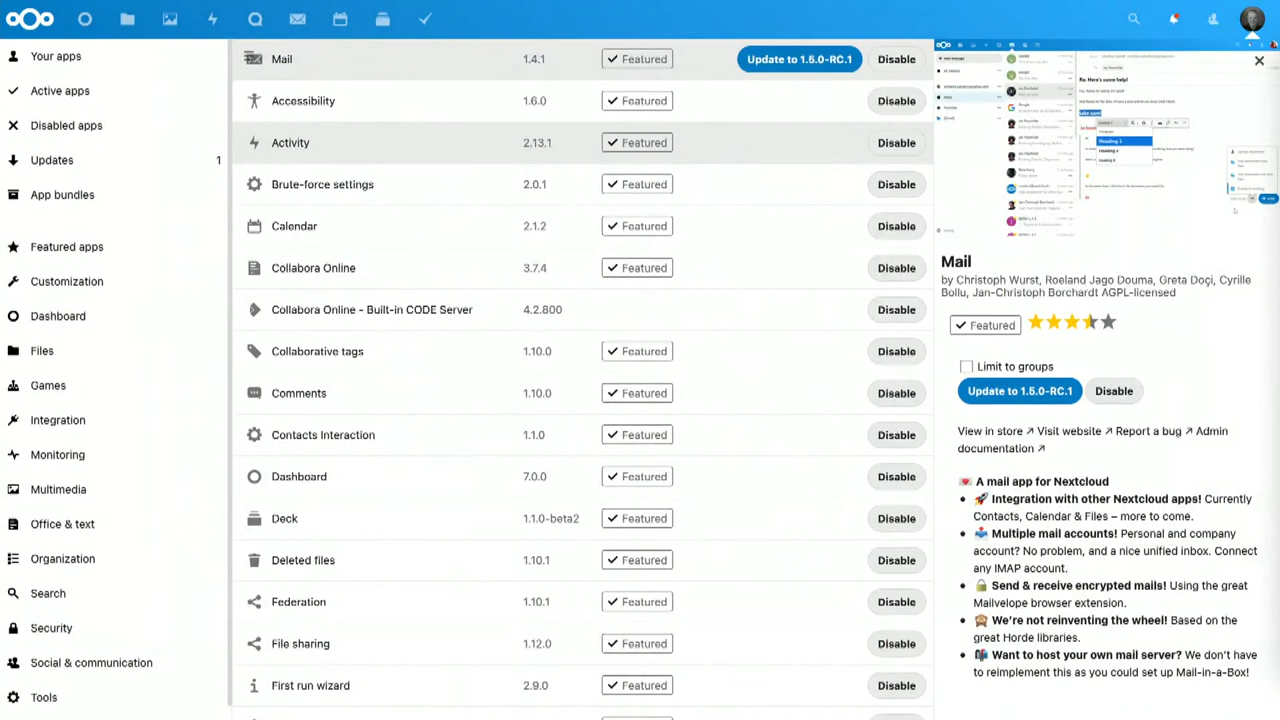 Your apps
Active apps
Disabled apps
Updates 1
App bundles
Featured apps
Customization
Dashboard
Files
Games
Integration
Monitoring
Multimedia
Office & text
Organization
Search
Security
Social & communication
Tools
Mail 1.4.1 Featured Update to 1.5.0-RC.1 Disable
Accessibility 1.6.0 Featured Disable
Activity 2.13.1 Featured Disable
Brute-force settings 2.0.1 Featured Disable
Calendar 2.1.2 Featured Disable
Collabora Online 3.7.4 Featured Disable
Collabora Online - Built-in CODE Server 4.2.800 Disable
Collaborative tags 1.10.0 Featured Disable
Comments 1.10.0 Featured Disable
Contacts Interaction 1.1.0 Featured Disable
Dashboard 7.0.0 Featured Disable
Deck 1.1.0-beta2 Featured Disable
Deleted files 1.10.1 Featured Disable
Federation 1.10.1 Featured Disable
File sharing 1.12.0 Featured Disable
First run wizard 2.9.0 Featured Disable
Re: Here's some help!
Heading 1
Heading 2
Heading 3
Mail
by Christoph Wurst, Roeland Jago Douma, Greta Doçi, Cyrille
Bollu, Jan-Christoph Borchardt AGPL-licensed
Featured
Limit to groups
Update to 1.5.0-RC.1 Disable
View in store ↗ Visit website ↗ Report a bug ↗ Admin
documentation ↗
💌 A mail app for Nextcloud
• 🚀 Integration with other Nextcloud apps! Currently
Contacts, Calendar & Files – more to come.
• 📥 Multiple mail accounts! Personal and company
account? No problem, and a nice unified inbox. Connect
any IMAP account.
• 🔒 Send & receive encrypted mails! Using the great
Mailvelope browser extension.
• 🙈 We're not reinventing the wheel! Based on the
great Horde libraries.
• 📬 Want to host your own mail server? We don't have
to reimplement this as you could set up Mail-in-a-Box!